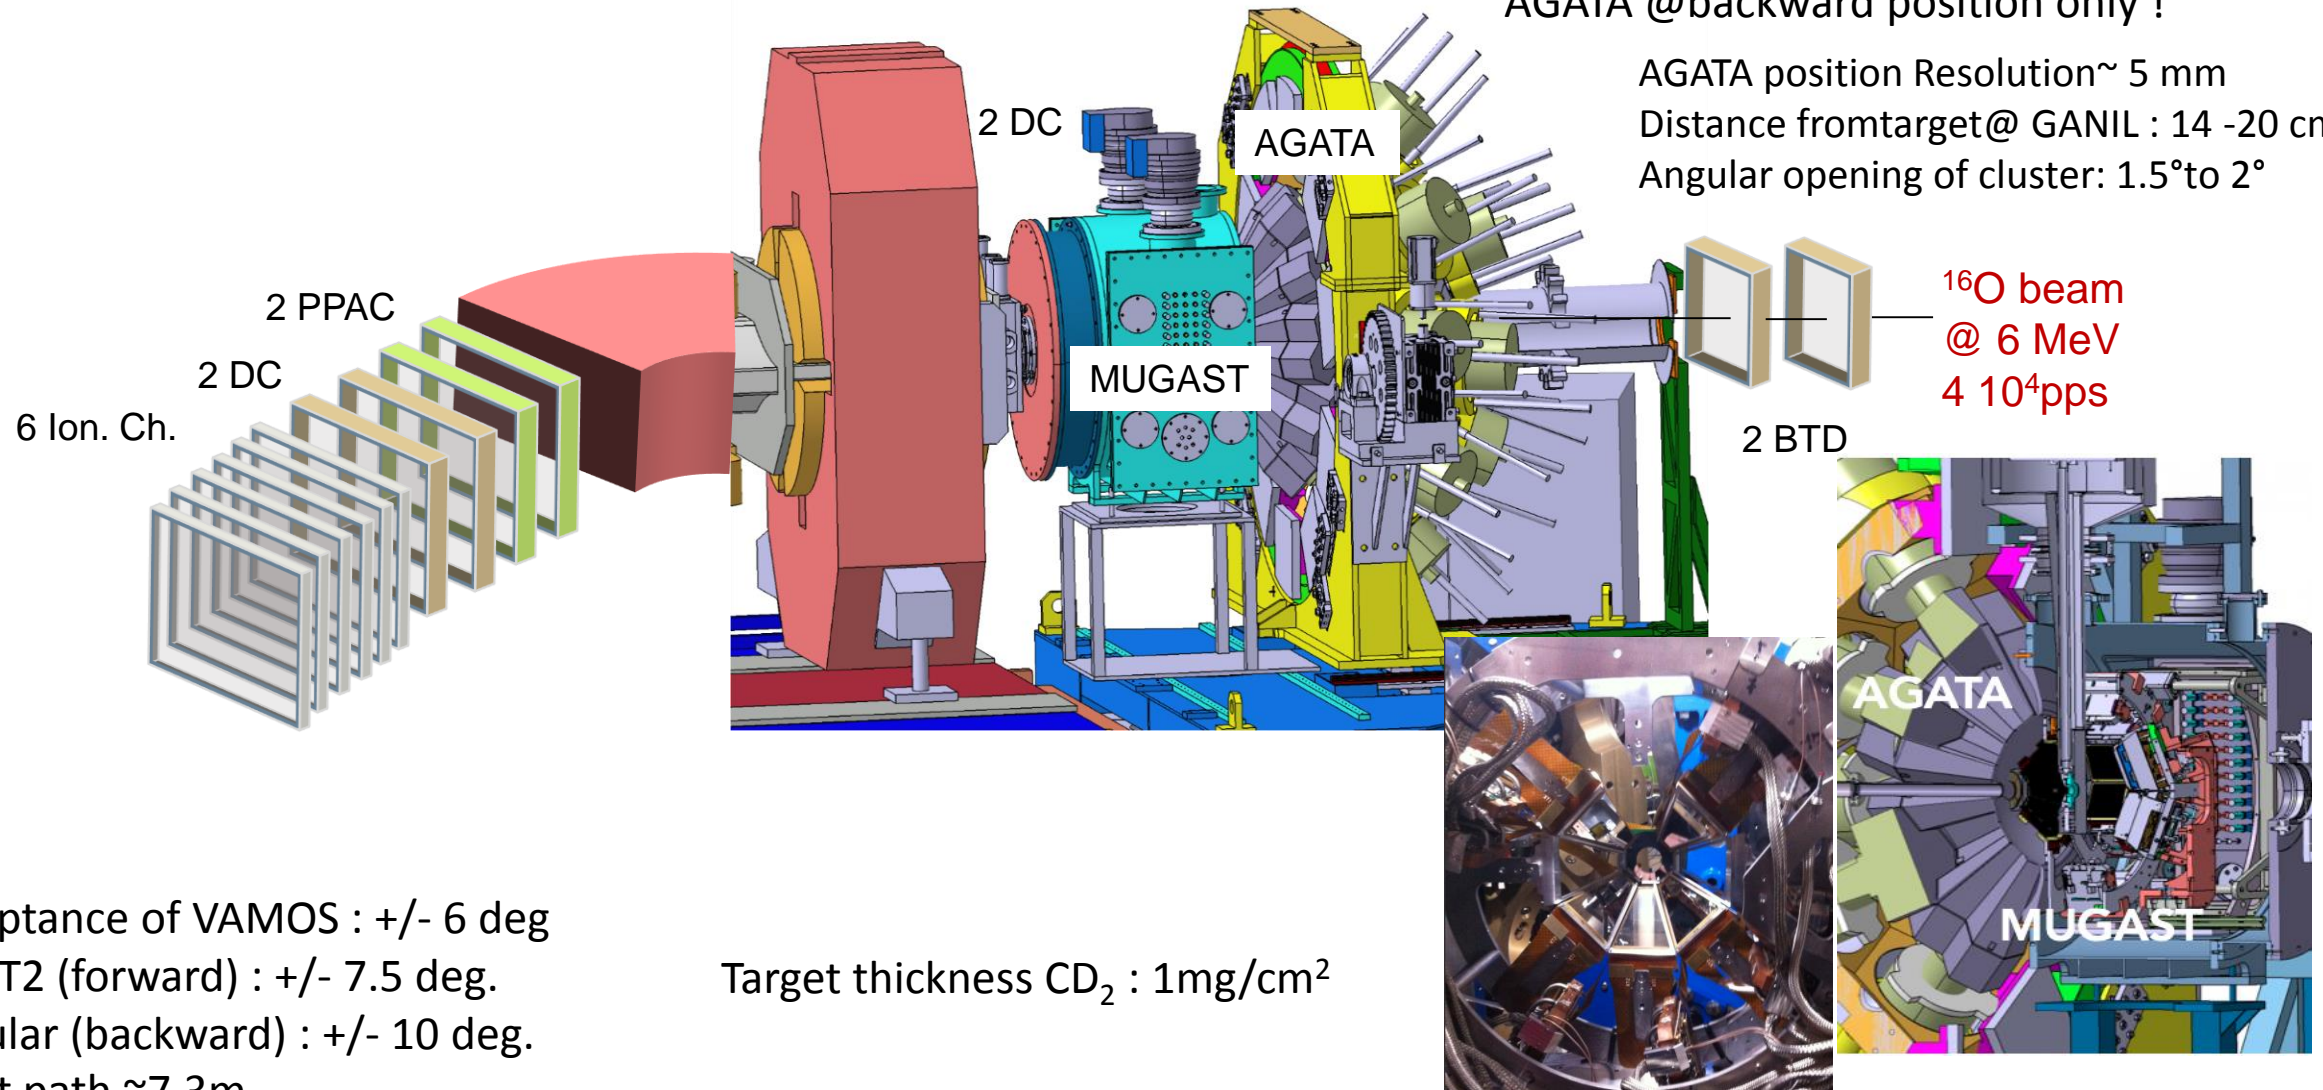 AGATA @backward position only !
AGATA position Resolution~ 5 mm
Distance fromtarget@ GANIL : 14 -20 cm
Angular opening of cluster: 1.5°to 2°
2 DC
AGATA
2 PPAC
2 DC
6 Ion. Ch.
MUGAST
16O beam
@ 6 MeV
4 10⁴pps
2 BTD
AGATA
MUGAST
ptance of VAMOS : +/- 6 deg
T2 (forward) : +/- 7.5 deg.
ular (backward) : +/- 10 deg.
t path ~7.3m
Target thickness CD₂ : 1mg/cm²